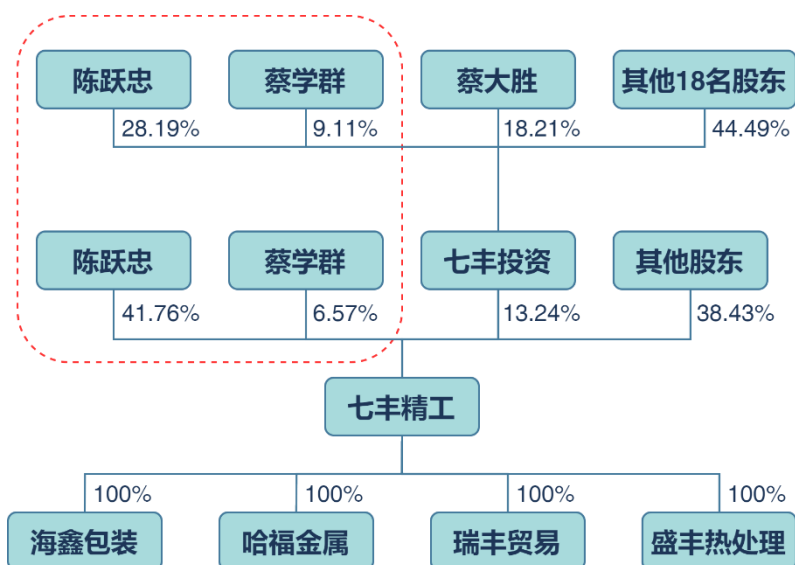 陈跃忠 蔡学群 蔡大胜 其他18名股东
28.19% 9.11% 18.21% 44.49%
陈跃忠 蔡学群 七丰投资 其他股东
41.76% 6.57% 13.24% 38.43%
七丰精工
100% 100% 100% 100%
海鑫包装 哈福金属 瑞丰贸易 盛丰热处理